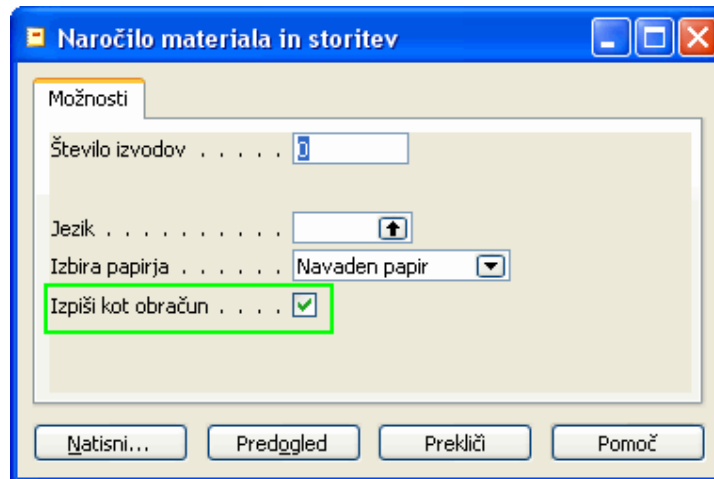 Naročilo materiala in storitev
Možnosti
Število izvodov . . . . . 0
Jezik . . . . . . . . . .
Izbira papirja . . . . . . Navaden papir
Izpiši kot obračun . . . .
Natisni... Predogled Prekliči Pomoč